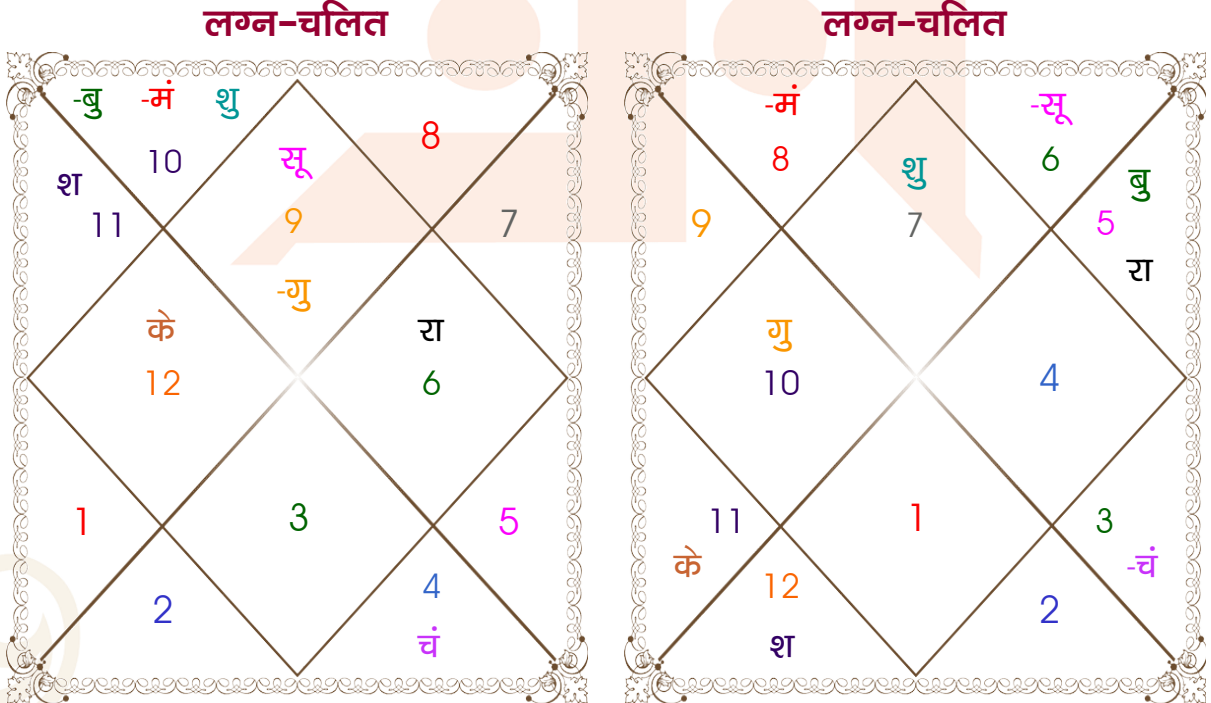 लग्न-चलित
-बु -मं शु
8
सू
10
श
11
9
7
-गु
के
रा
12
6
1
3
5
4
2
चं
लग्न-चलित
-मं
-सू
8
शु
6
बु
9
7
5
रा
गु
10
4
11
1
3
के
-चं
12
2
श